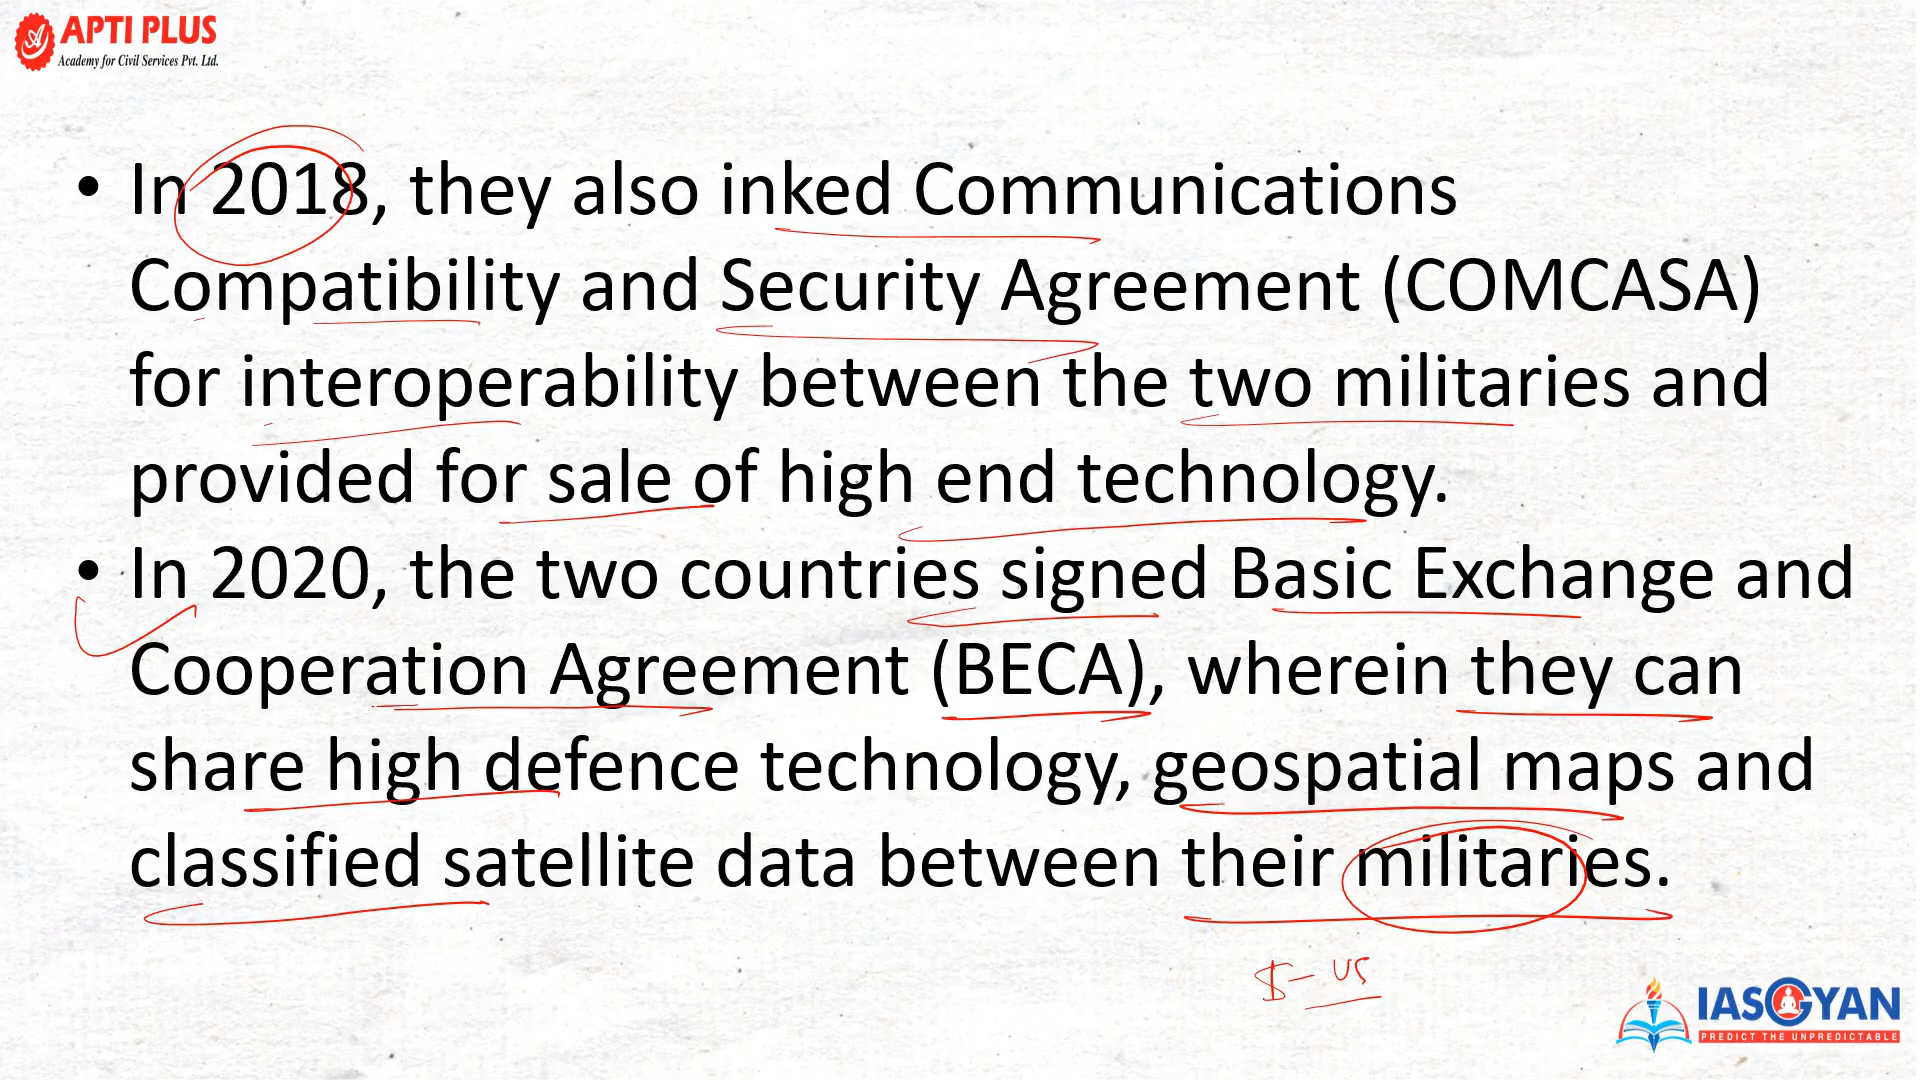 APTI PLUS
Academy for Civil Services Pvt. Ltd.
• In 2018, they also inked Communications
Compatibility and Security Agreement (COMCASA)
for interoperability between the two militaries and
provided for sale of high end technology.
• In 2020, the two countries signed Basic Exchange and
Cooperation Agreement (BECA), wherein they can
share high defence technology, geospatial maps and
classified satellite data between their militaries.
$ - US
IASGYAN
PREDICT THE UNPREDICTABLE